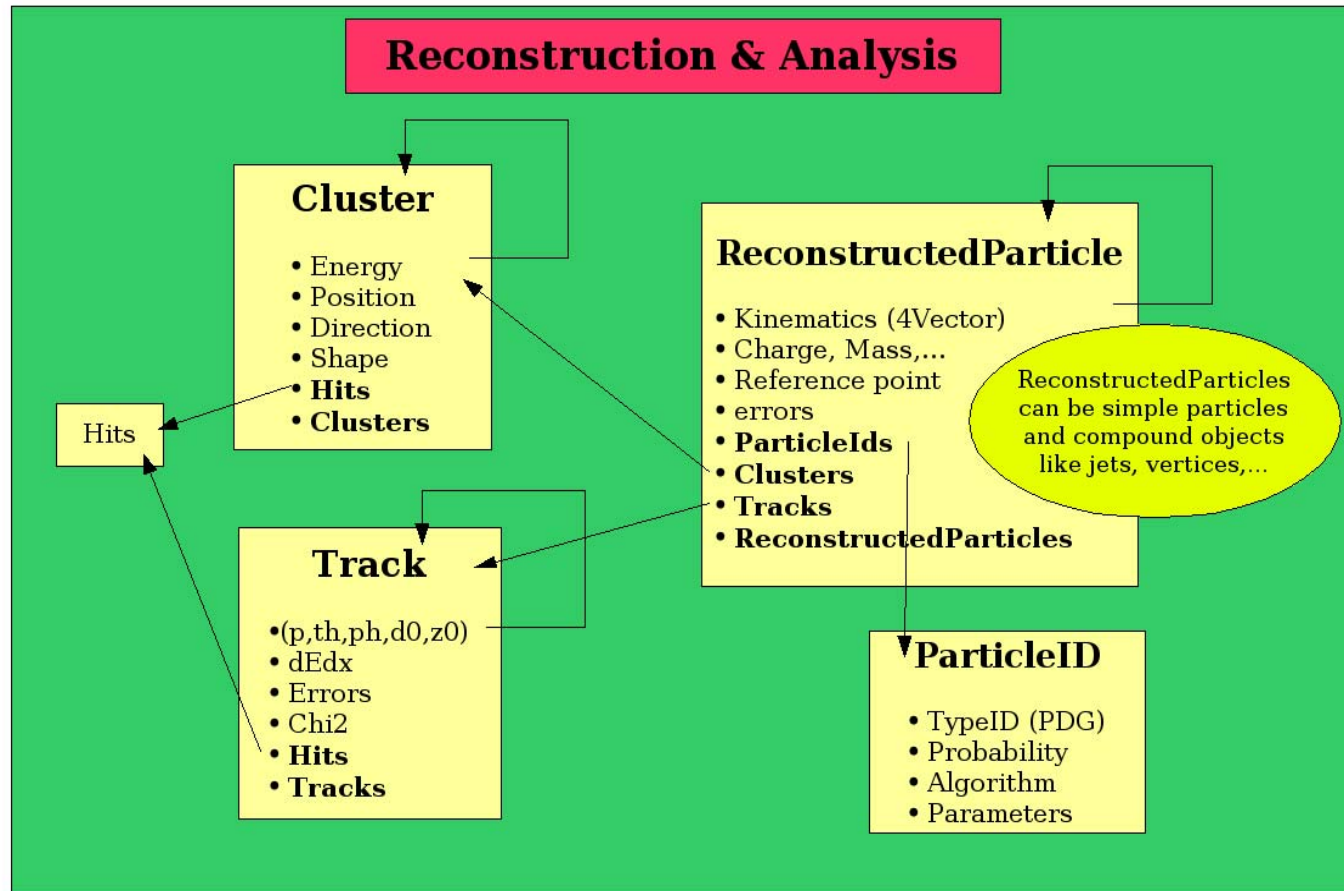 Reconstruction & Analysis
Cluster
• Energy
• Position
• Direction
• Shape
• Hits
• Clusters
Hits
Track
•(p,th,ph,d0,z0)
• dEdx
• Errors
• Chi2
• Hits
• Tracks
ReconstructedParticle
• Kinematics (4Vector)
• Charge, Mass,...
• Reference point
• errors
• ParticleIds
• Clusters
• Tracks
• ReconstructedParticles
ReconstructedParticles
can be simple particles
and compound objects
like jets, vertices,...
ParticleID
• TypeID (PDG)
• Probability
• Algorithm
• Parameters